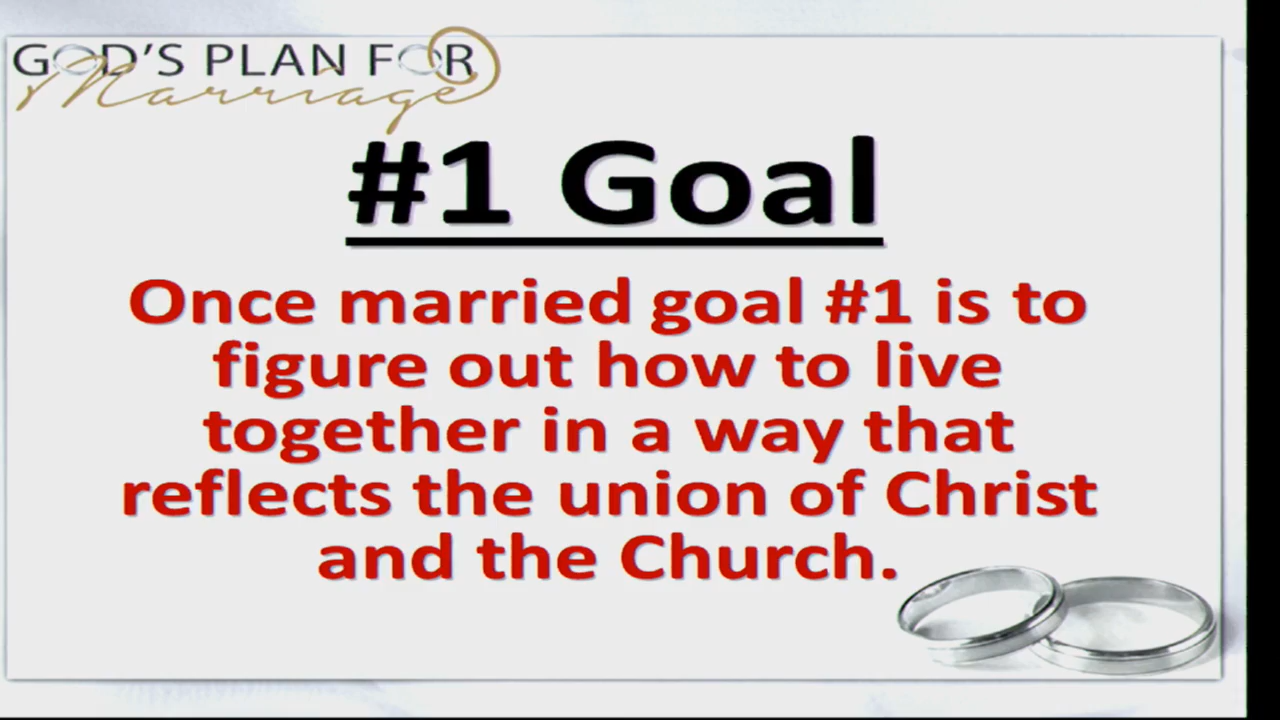 GOD'S PLAN FOR
Marriage
#1 Goal
Once married goal #1 is to
figure out how to live
together in a way that
reflects the union of Christ
and the Church.